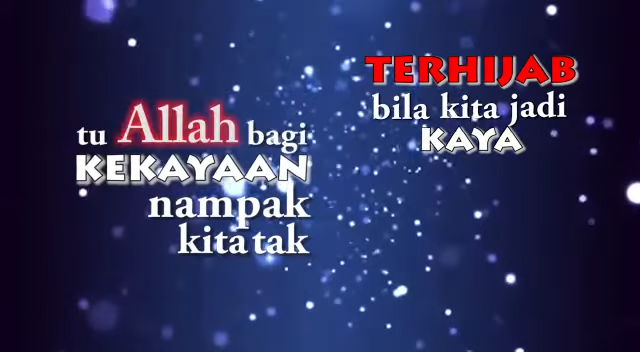 tu Allah bagi
KEKAYAAN
nampak
kita tak
TERHIJAB
bila kita jadi
KAYA